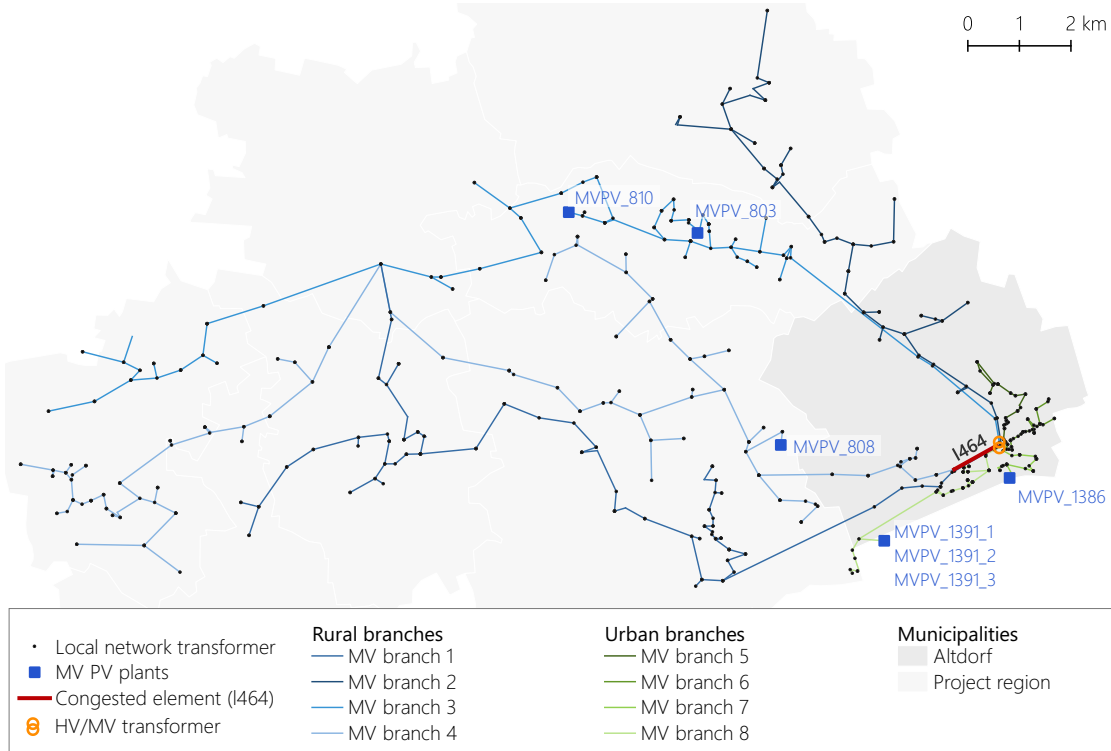 0 1 2 km
MVPV_810
MVPV_803
l464
MVPV_808
MVPV_1386
MVPV_1391_1
MVPV_1391_2
MVPV_1391_3
Local network transformer
MV PV plants
Congested element (l464)
HV/MV transformer
Rural branches
MV branch 1
MV branch 2
MV branch 3
MV branch 4
Urban branches
MV branch 5
MV branch 6
MV branch 7
MV branch 8
Municipalities
Altdorf
Project region